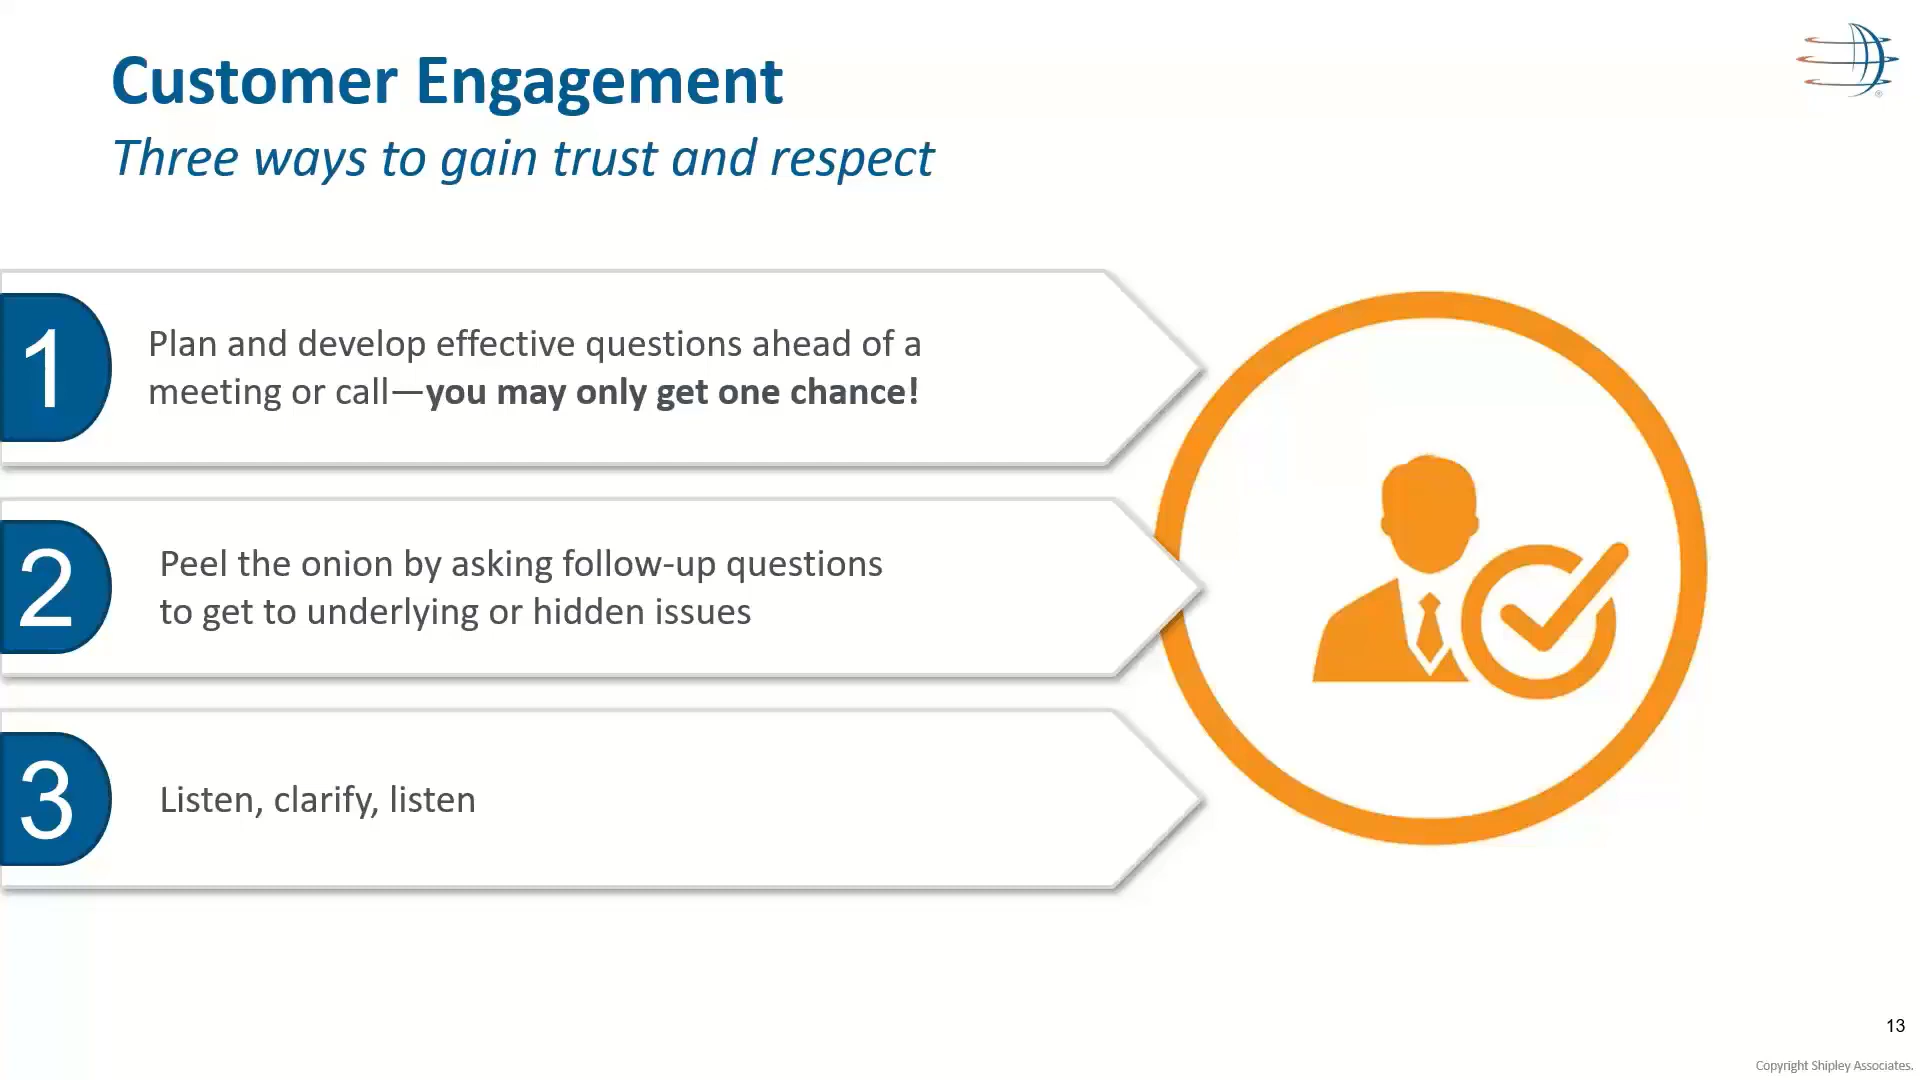 Customer Engagement
Three ways to gain trust and respect
1
Plan and develop effective questions ahead of a
meeting or call—you may only get one chance!
2
Peel the onion by asking follow-up questions
to get to underlying or hidden issues
3
Listen, clarify, listen
13
Copyright Shipley Associates.
®